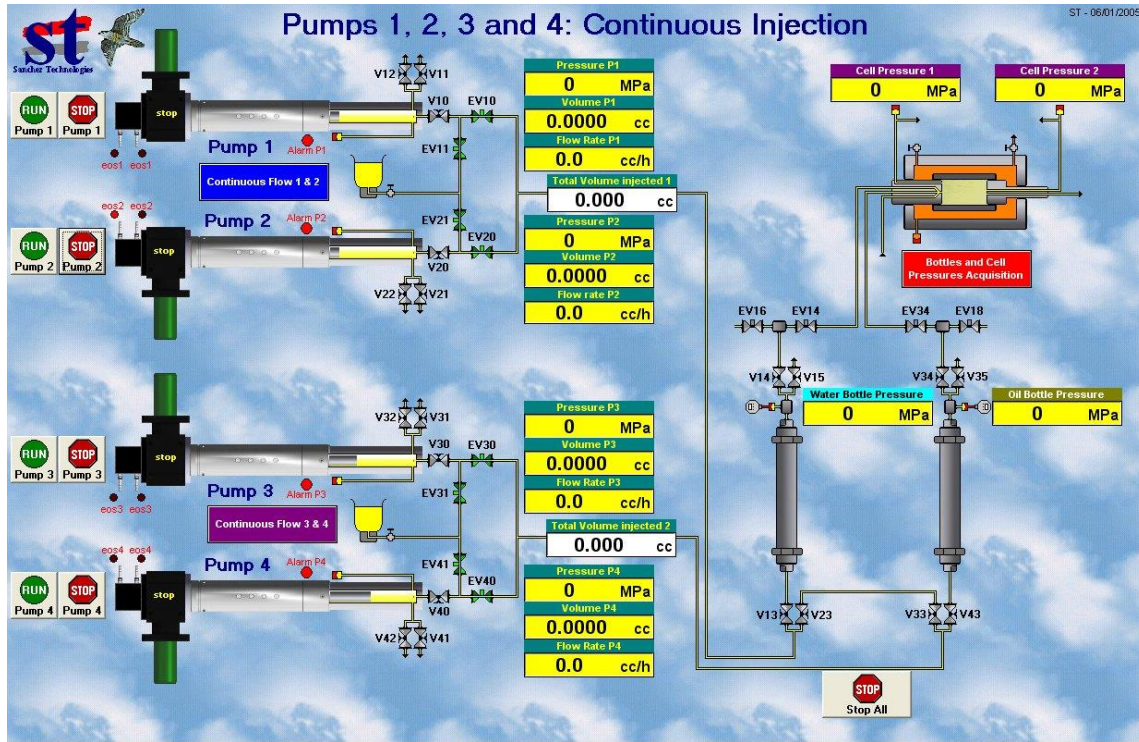 ST - 06/01/2005
Pumps 1, 2, 3 and 4: Continuous Injection
st
Sanchez Technologies
RUN
Pump 1
STOP
Pump 1
eos1 eos1
stop
Pump 1
Alarm P1
V12 V11
V10
EV10
EV11
Continuous Flow 1 & 2
Pressure P1
0 MPa
Volume P1
0.0000 cc
Flow Rate P1
0.0 cc/h
Total Volume injected 1
0.000 cc
RUN
Pump 2
STOP
Pump 2
eos2 eos2
stop
Pump 2
Alarm P2
EV21
EV20
V20
V22 V21
Pressure P2
0 MPa
Volume P2
0.0000 cc
Flow rate P2
0.0 cc/h
Cell Pressure 1
0 MPa
Cell Pressure 2
0 MPa
Bottles and Cell
Pressures Acquisition
EV16 EV14 EV34 EV18
V14 V15 V34 V35
Water Bottle Pressure
0 MPa
Oil Bottle Pressure
0 MPa
RUN
Pump 3
STOP
Pump 3
eos3 eos3
stop
Pump 3
Alarm P3
V32 V31
V30
EV30
EV31
Continuous Flow 3 & 4
Pressure P3
0 MPa
Volume P3
0.0000 cc
Flow Rate P3
0.0 cc/h
Total Volume injected 2
0.000 cc
RUN
Pump 4
STOP
Pump 4
eos4 eos4
stop
Pump 4
Alarm P4
EV41
EV40
V40
V42 V41
Pressure P4
0 MPa
Volume P4
0.0000 cc
Flow Rate P4
0.0 cc/h
V13 V23 V33 V43
STOP
Stop All